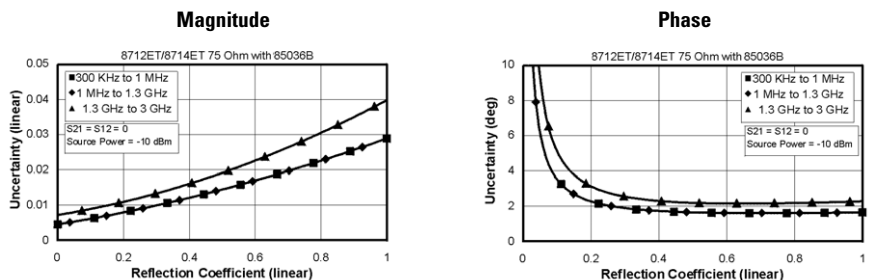 Magnitude
8712ET/8714ET 75 Ohm with 85036B
0.05
0.04
0.03
0.02
0.01
0
Uncertainty (linear)
300 KHz to 1 MHz
1 MHz to 1.3 GHz
1.3 GHz to 3 GHz
S21 = S12 = 0
Source Power = -10 dBm
0 0.2 0.4 0.6 0.8 1
Reflection Coefficient (linear)
Phase
8712ET/8714ET 75 Ohm with 85036B
10
8
6
4
2
0
Uncertainty (deg)
300 KHz to 1 MHz
1 MHz to 1.3 GHz
1.3 GHz to 3 GHz
S21 = S12 = 0
Source Power = -10 dBm
0 0.2 0.4 0.6 0.8 1
Reflection Coefficient (linear)